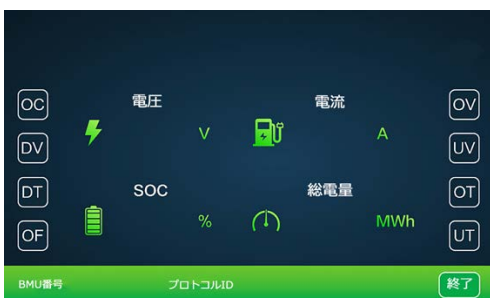 OC
電圧
電流
OV
V
A
DV
UV
DT
SOC
総電量
OT
%
MWh
OF
UT
BMU番号
プロトコルID
終了